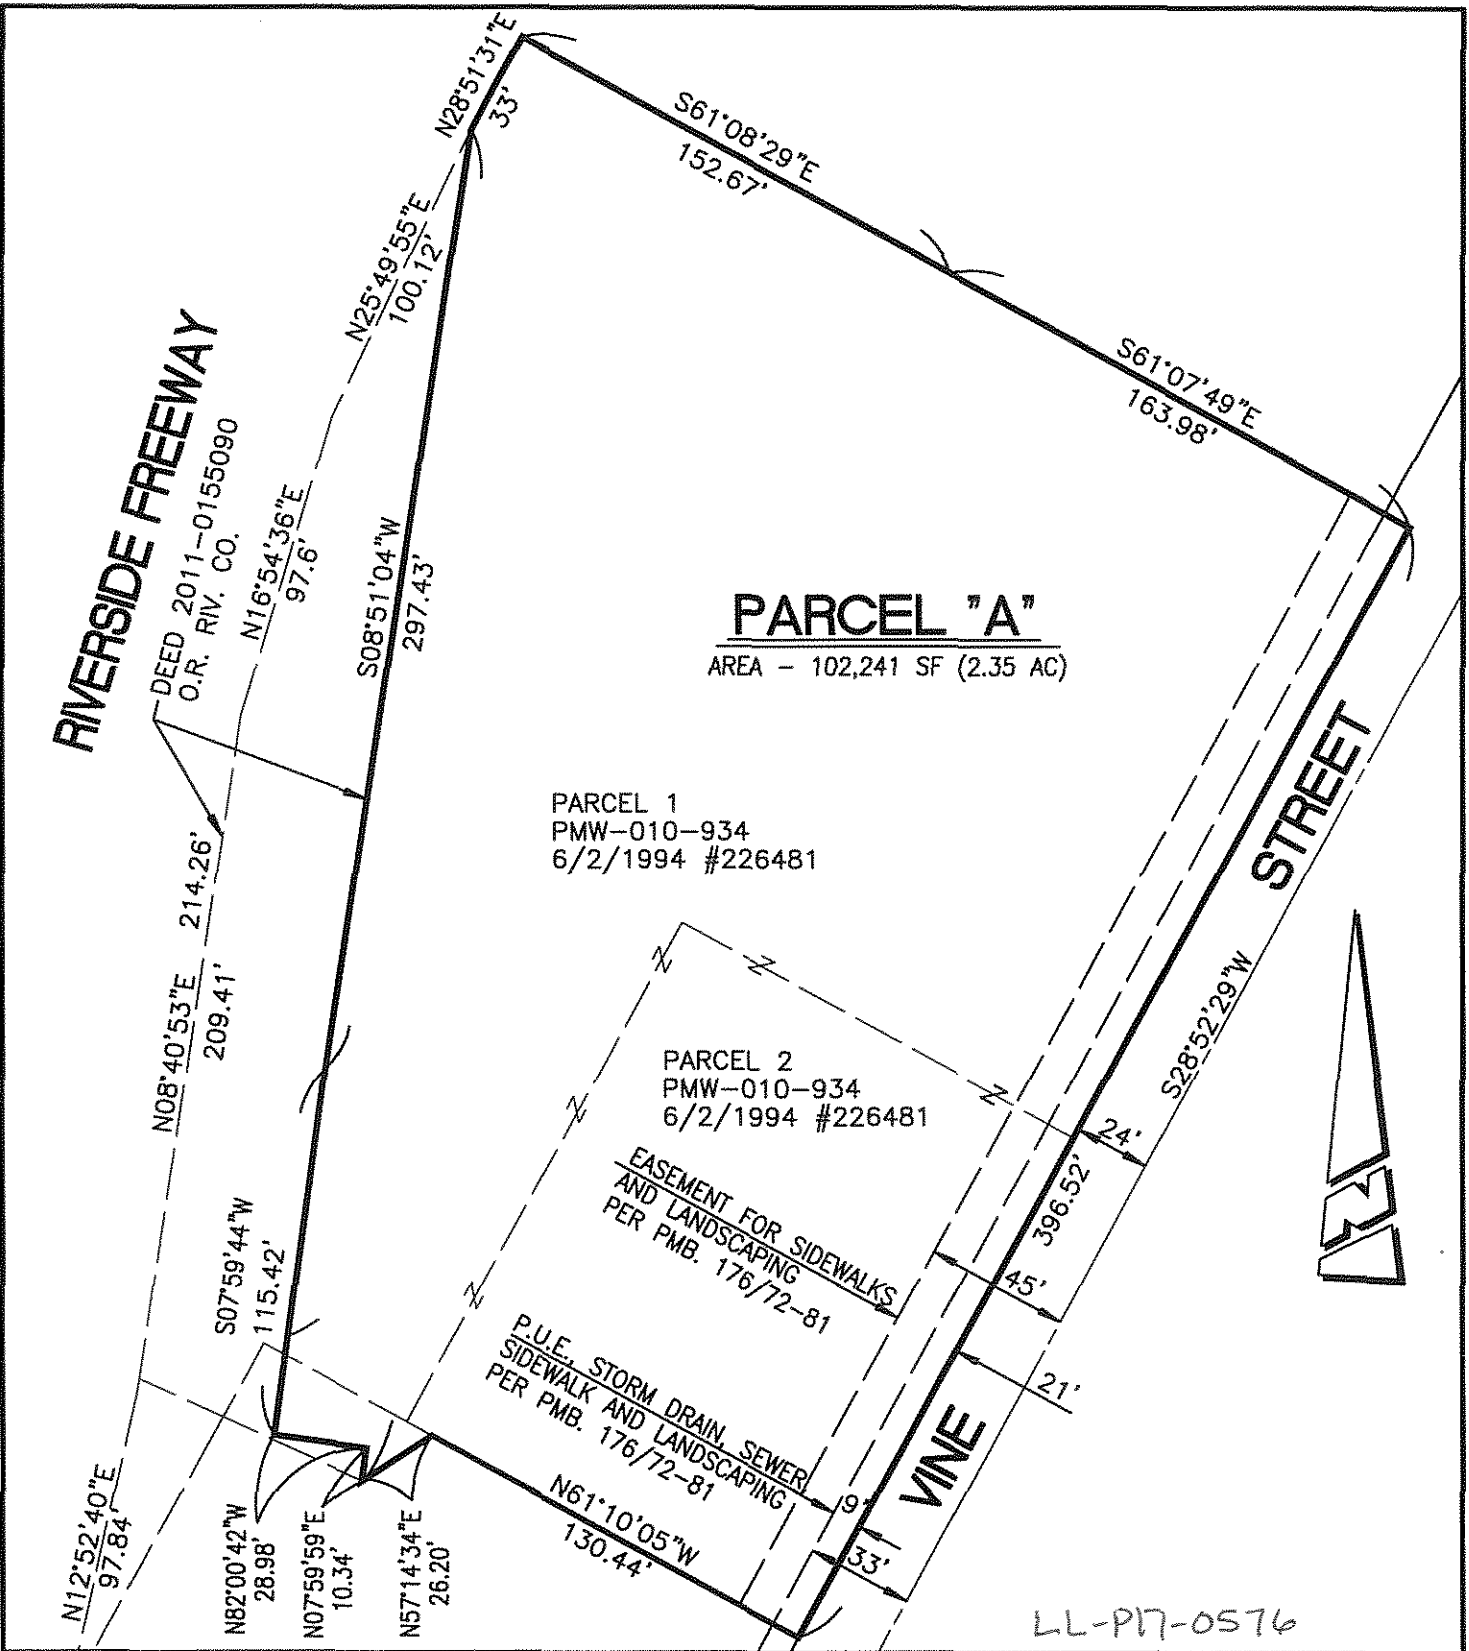 N28°51'31"E
33'
S61°08'29"E
152.67'
N25°49'55"E
100.12'
S61°07'49"E
163.98'
RIVERSIDE FREEWAY
DEED 2011-0155090
O.R. RIV. CO.
N16°54'36"E
97.6'
S08°51'04"W
297.43'
PARCEL "A"
AREA - 102,241 SF (2.35 AC)
PARCEL 1
PMW-010-934
6/2/1994 #226481
N08°40'53"E 214.26'
209.41'
PARCEL 2
PMW-010-934
6/2/1994 #226481
VINE STREET
S28°52'29"W
24'
396.52'
EASEMENT FOR SIDEWALKS
AND LANDSCAPING
PER PMB. 176/72-81
45'
S07°59'44"W
115.42'
P.U.E., STORM DRAIN, SEWER
SIDEWALK AND LANDSCAPING
PER PMB. 176/72-81
21'
9'
33'
N61°10'05"W
130.44'
N12°52'40"E
97.84'
N82°00'42"W
28.98'
N07°59'59"E
10.34'
N57°14'34"E
26.20'
LL-P17-0576